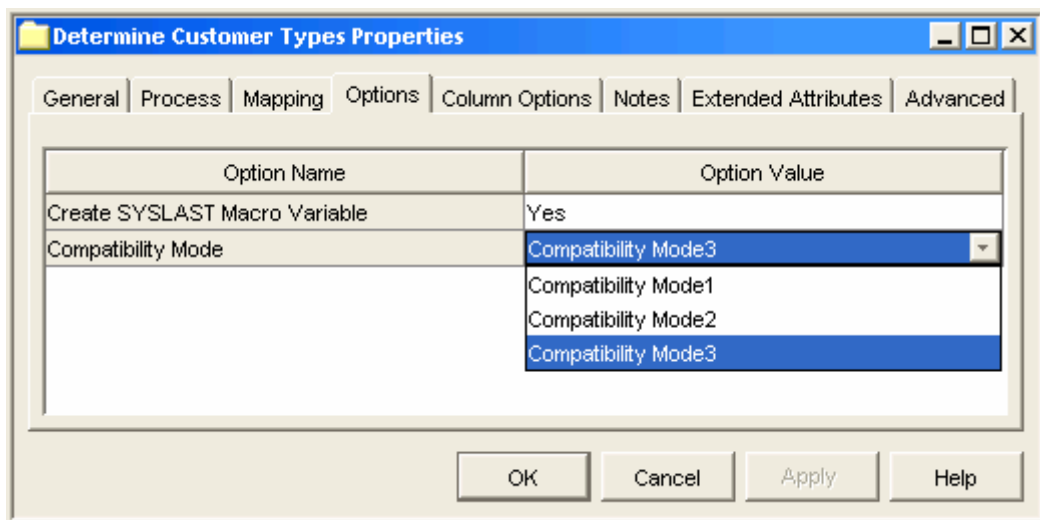 Determine Customer Types Properties
General Process Mapping Options Column Options Notes Extended Attributes Advanced
Option Name Option Value
Create SYSLAST Macro Variable Yes
Compatibility Mode Compatibility Mode3
Compatibility Mode1
Compatibility Mode2
Compatibility Mode3
OK Cancel Apply Help